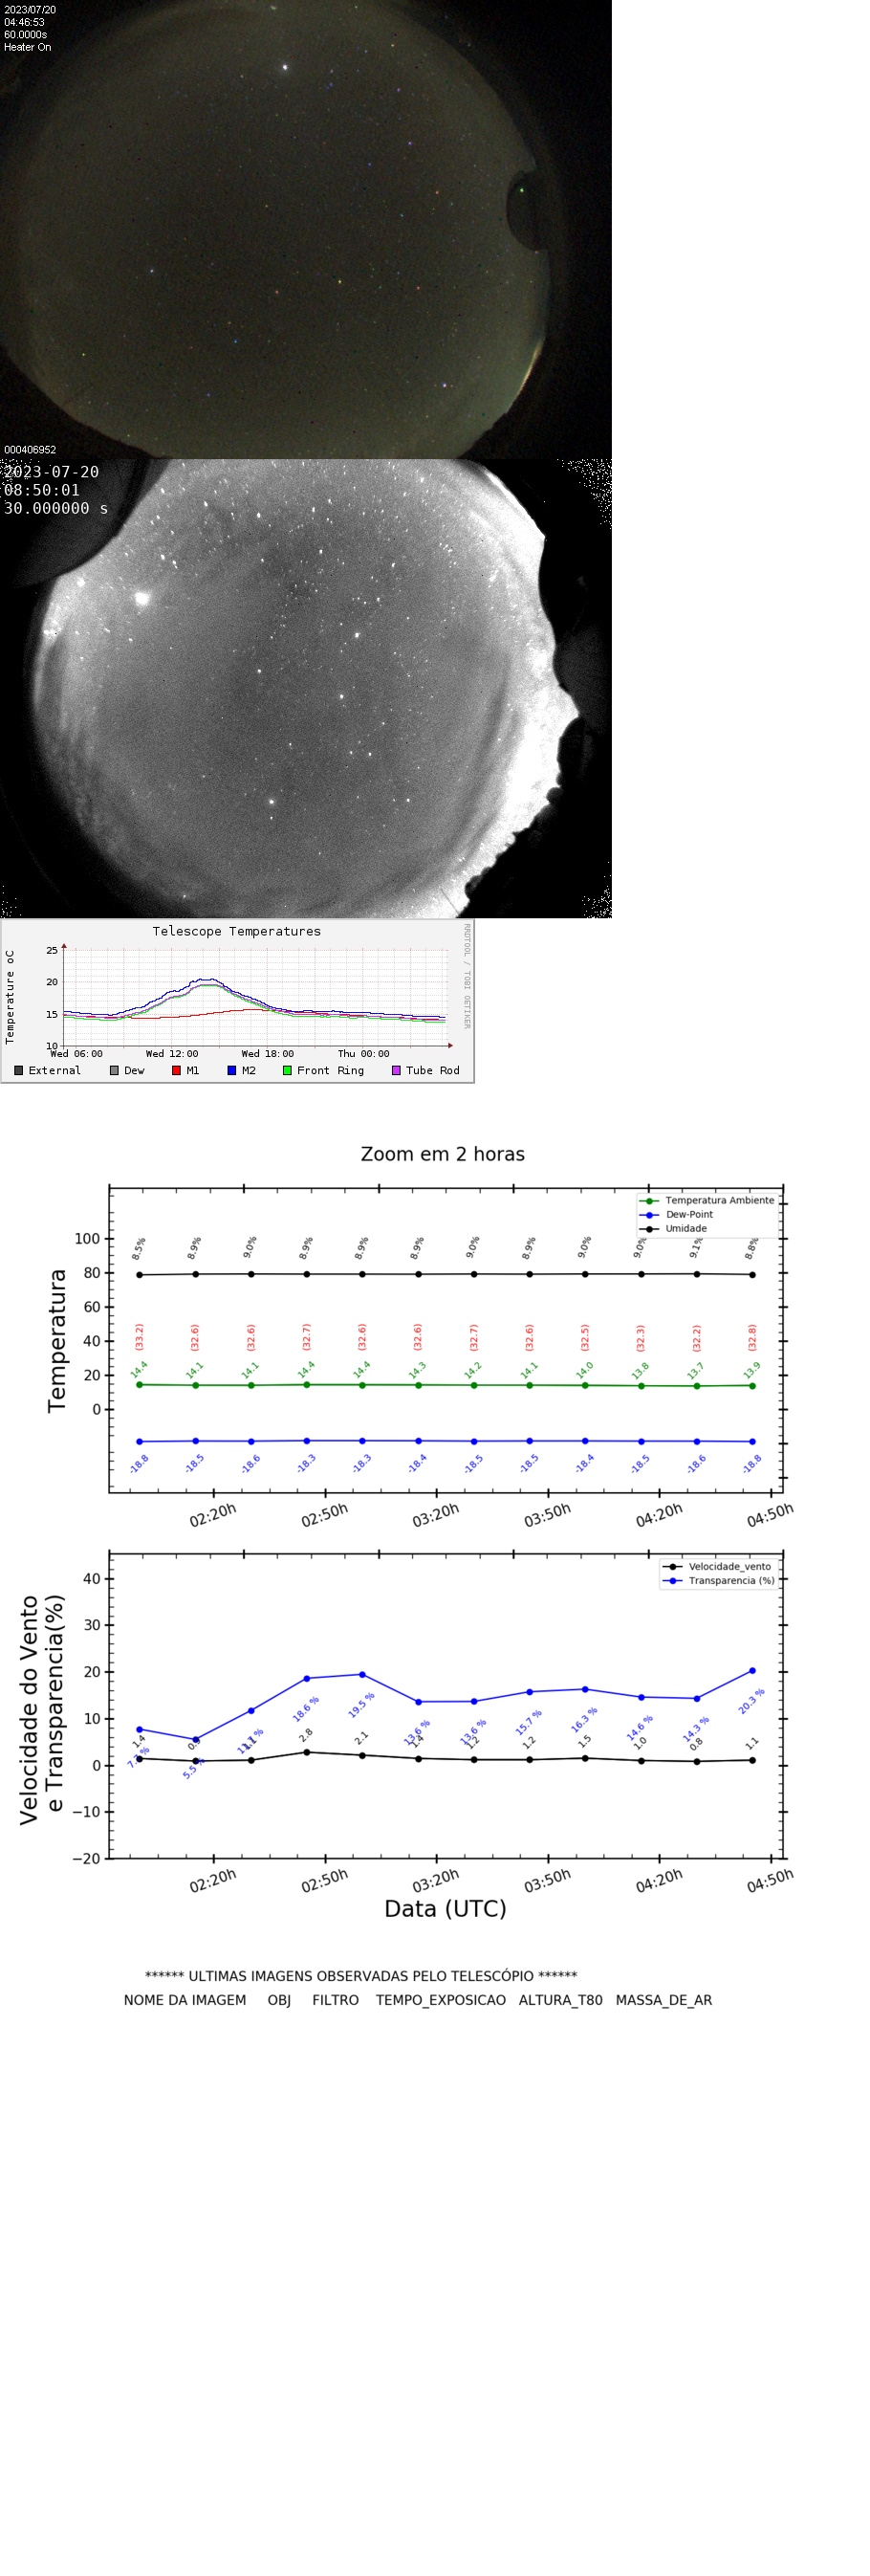 2023/07/20
04:46:53
60.0000s
Heater On
000406952
2023-07-20
08:50:01
30.000000 s
Telescope Temperatures
RRDTOOL / TOBI OETIKER
Temperature oC
25
20
15
10
Wed 06:00 Wed 12:00 Wed 18:00 Thu 00:00
External Dew M1 M2 Front Ring Tube Rod
Zoom em 2 horas
Temperatura Ambiente
Dew-Point
Umidade
Temperatura
100
80
60
40
20
0
8.5% 8.9% 9.0% 8.9% 8.9% 8.9% 9.0% 8.9% 9.0% 9.0% 9.1% 8.8%
(33.2) (32.6) (32.6) (32.7) (32.6) (32.6) (32.7) (32.6) (32.5) (32.3) (32.2) (32.8)
14.4 14.1 14.1 14.4 14.4 14.3 14.2 14.1 14.0 13.8 13.7 13.9
-18.8 -18.5 -18.6 -18.3 -18.3 -18.4 -18.5 -18.5 -18.4 -18.5 -18.6 -18.8
02:20h 02:50h 03:20h 03:50h 04:20h 04:50h
Velocidade_vento
Transparencia (%)
Velocidade do Vento
e Transparencia(%)
40
30
20
10
0
−10
−20
18.6 % 19.5 % 13.6 % 13.6 % 15.7 % 16.3 % 14.6 % 14.3 % 20.3 %
1.4 2.8 2.1 1.4 1.2 1.2 1.5 1.0 0.8 1.1
02:20h 02:50h 03:20h 03:50h 04:20h 04:50h
Data (UTC)
****** ULTIMAS IMAGENS OBSERVADAS PELO TELESCÓPIO ******
NOME DA IMAGEM OBJ FILTRO TEMPO_EXPOSICAO ALTURA_T80 MASSA_DE_AR